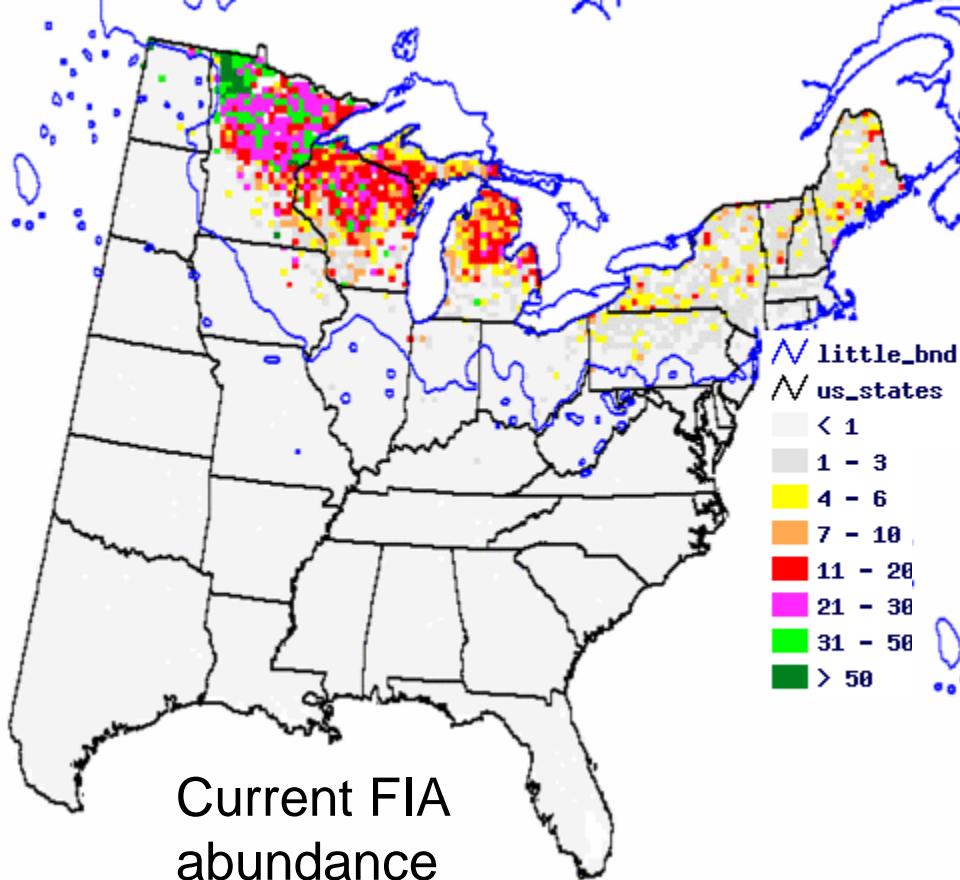 little_bnd
us_states
< 1
1 - 3
4 - 6
7 - 10
11 - 20
21 - 30
31 - 50
> 50
Current FIA
abundance